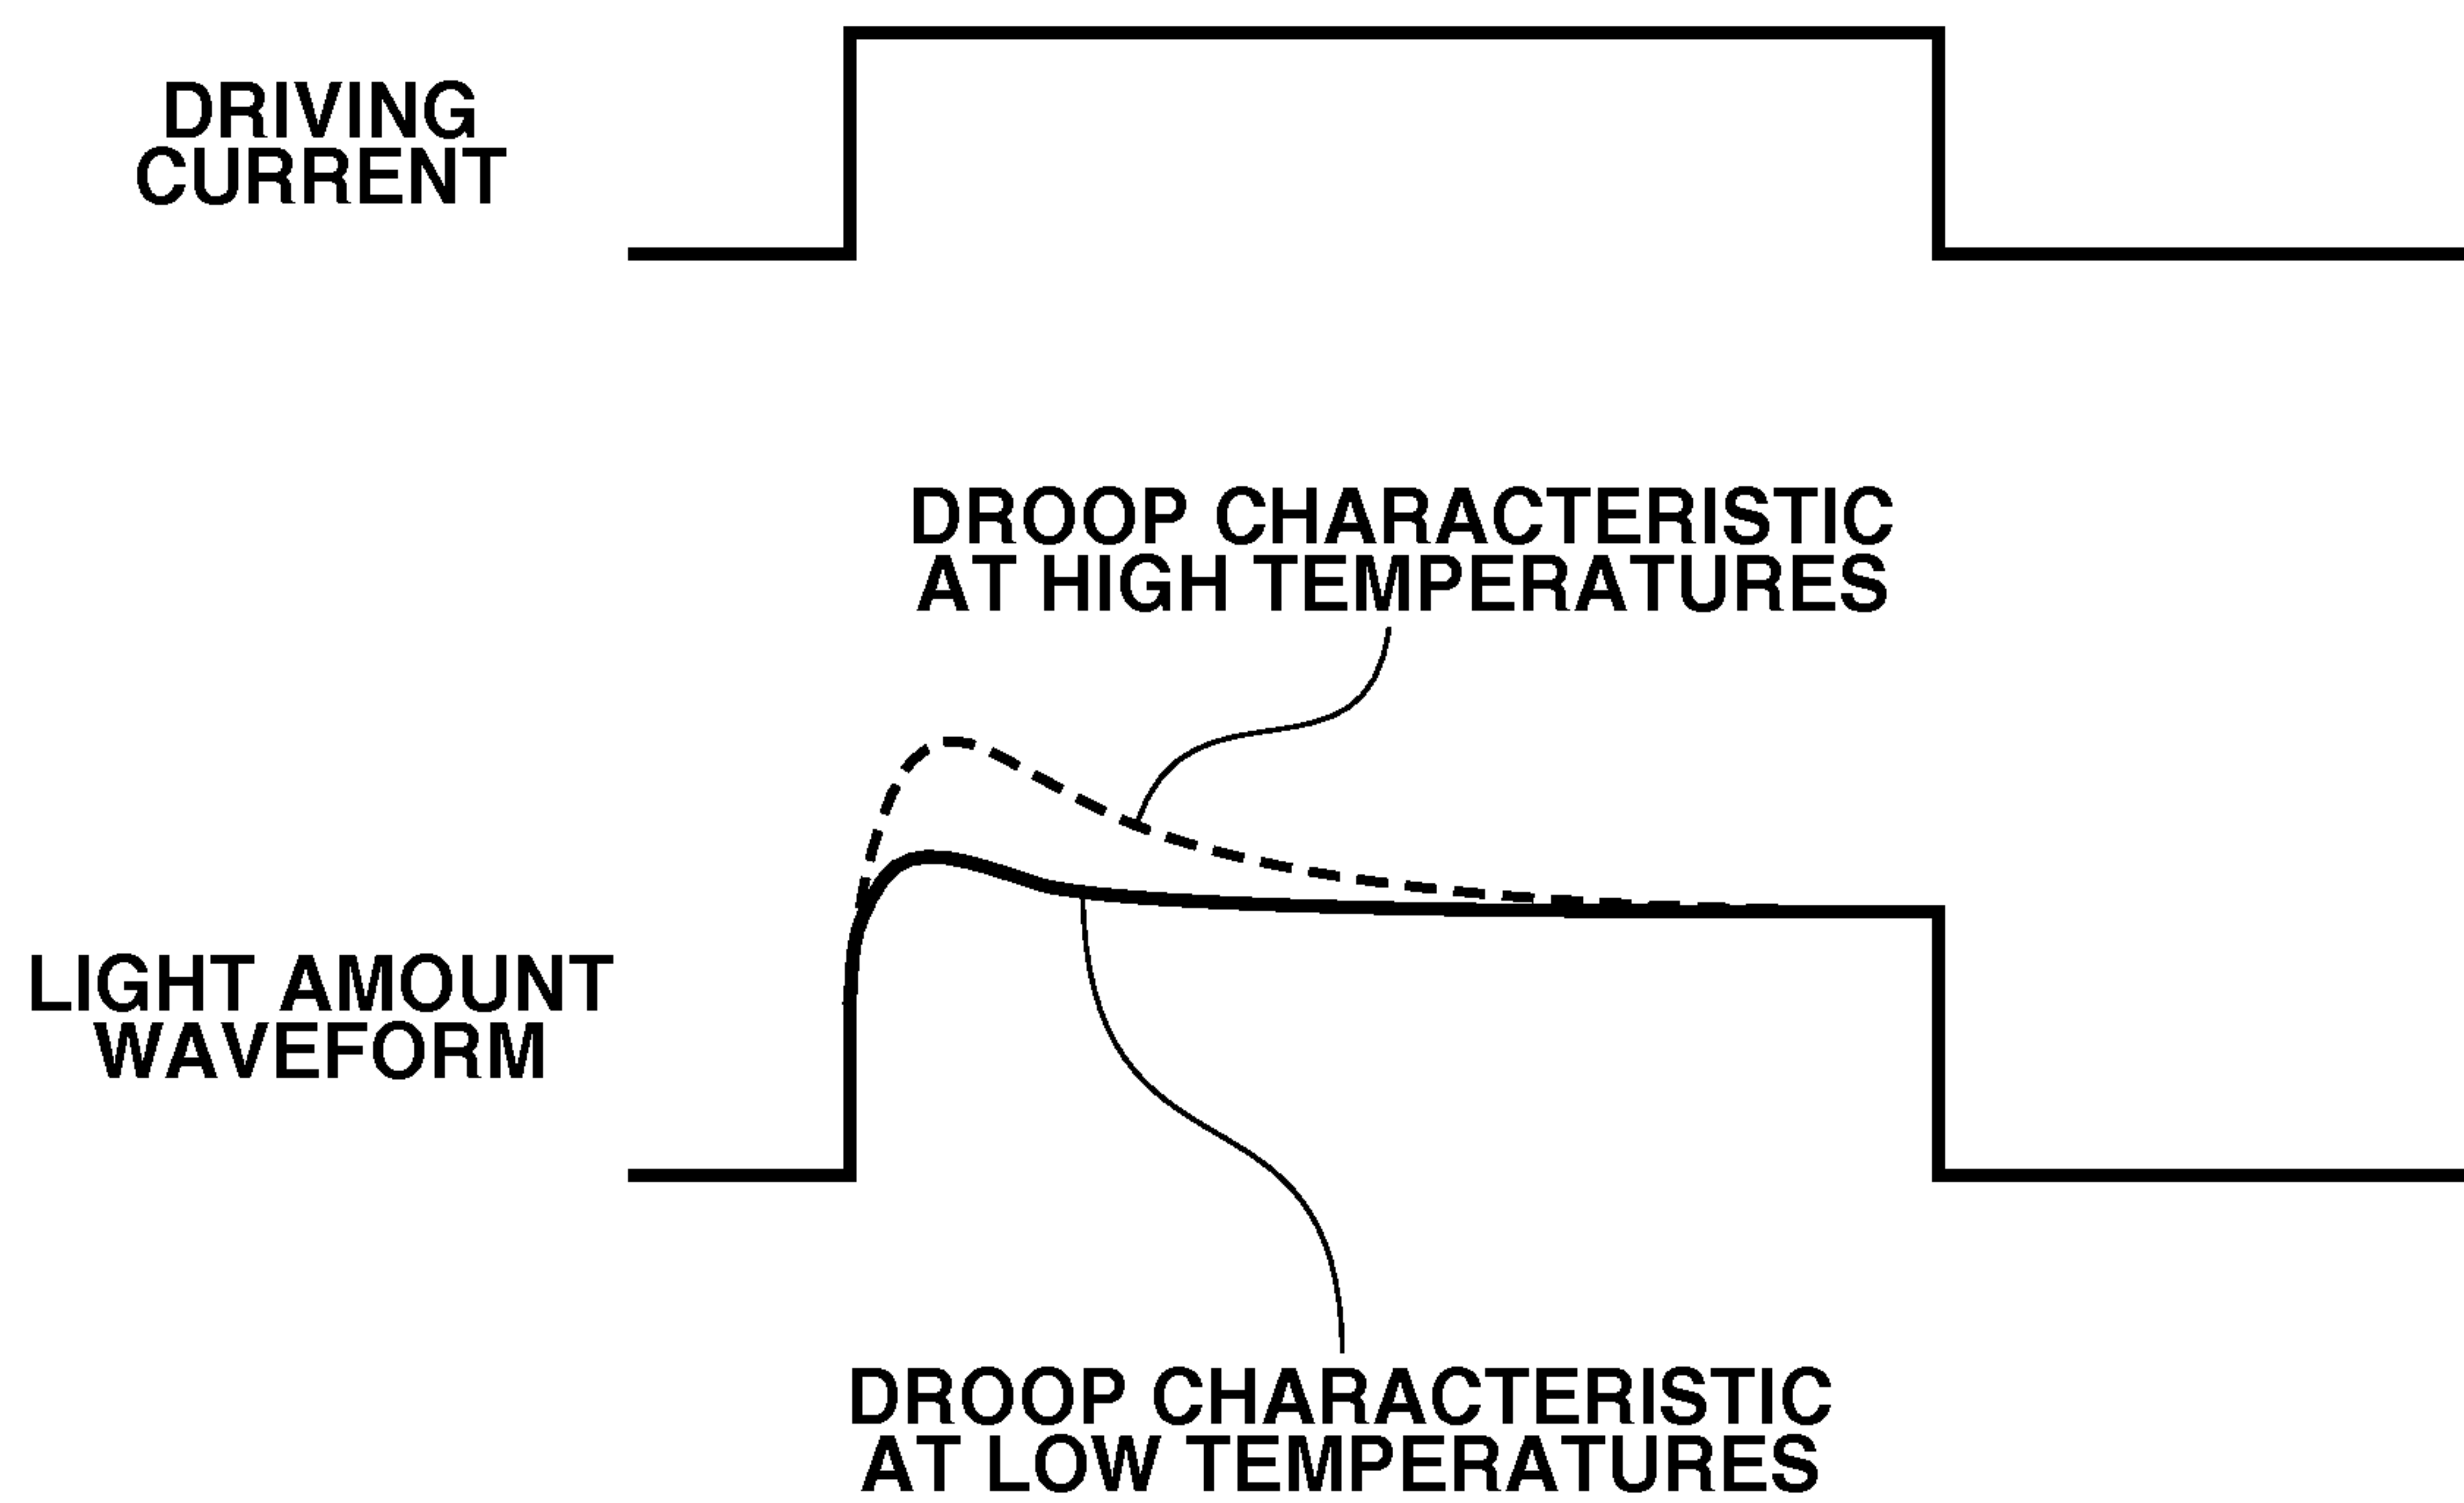 DRIVING
CURRENT
DROOP CHARACTERISTIC
AT HIGH TEMPERATURES
LIGHT AMOUNT
WAVEFORM
DROOP CHARACTERISTIC
AT LOW TEMPERATURES